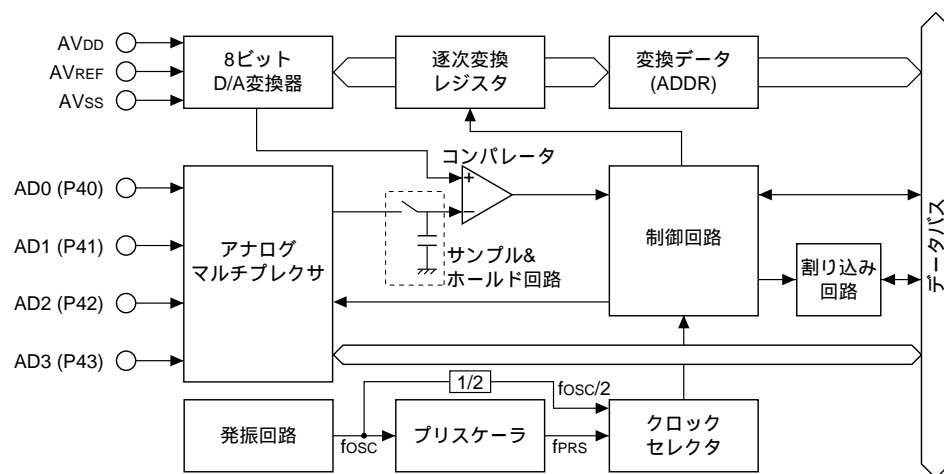 AVDD
AVREF
AVSS
8ビット
D/A変換器
逐次変換
レジスタ
変換データ
(ADDR)
コンパレータ
AD0 (P40)
AD1 (P41)
AD2 (P42)
AD3 (P43)
アナログ
マルチプレクサ
+
−
サンプル&
ホールド回路
制御回路
割り込み
回路
データバス
1/2
fOSC/2
発振回路
fOSC
プリスケーラ
fPRS
クロック
セレクタ